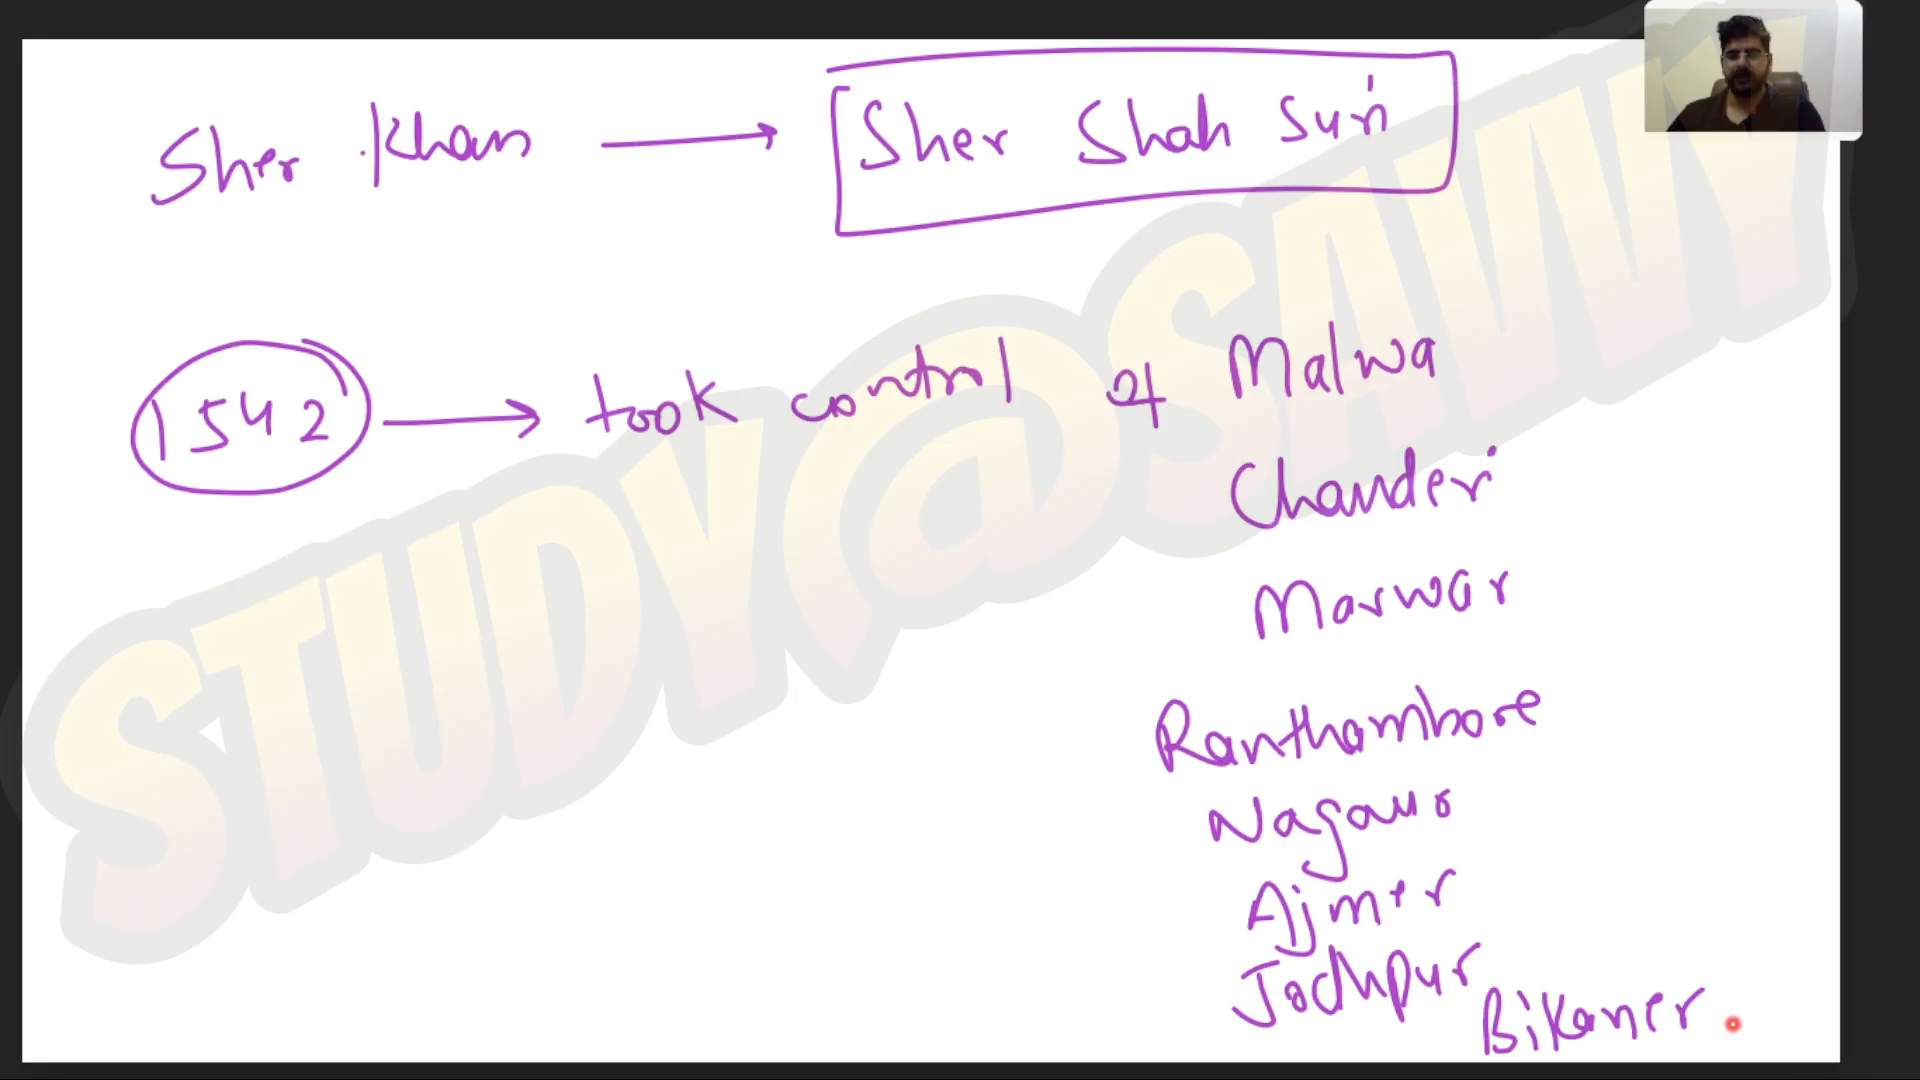 Sher Khan → Sher Shah Suri
1542 → took control of Malwa
Chanderi
Marwar
Ranthambore
Nagaur
Ajmer
Jodhpur
Bikaner
STUDY@SAVVY